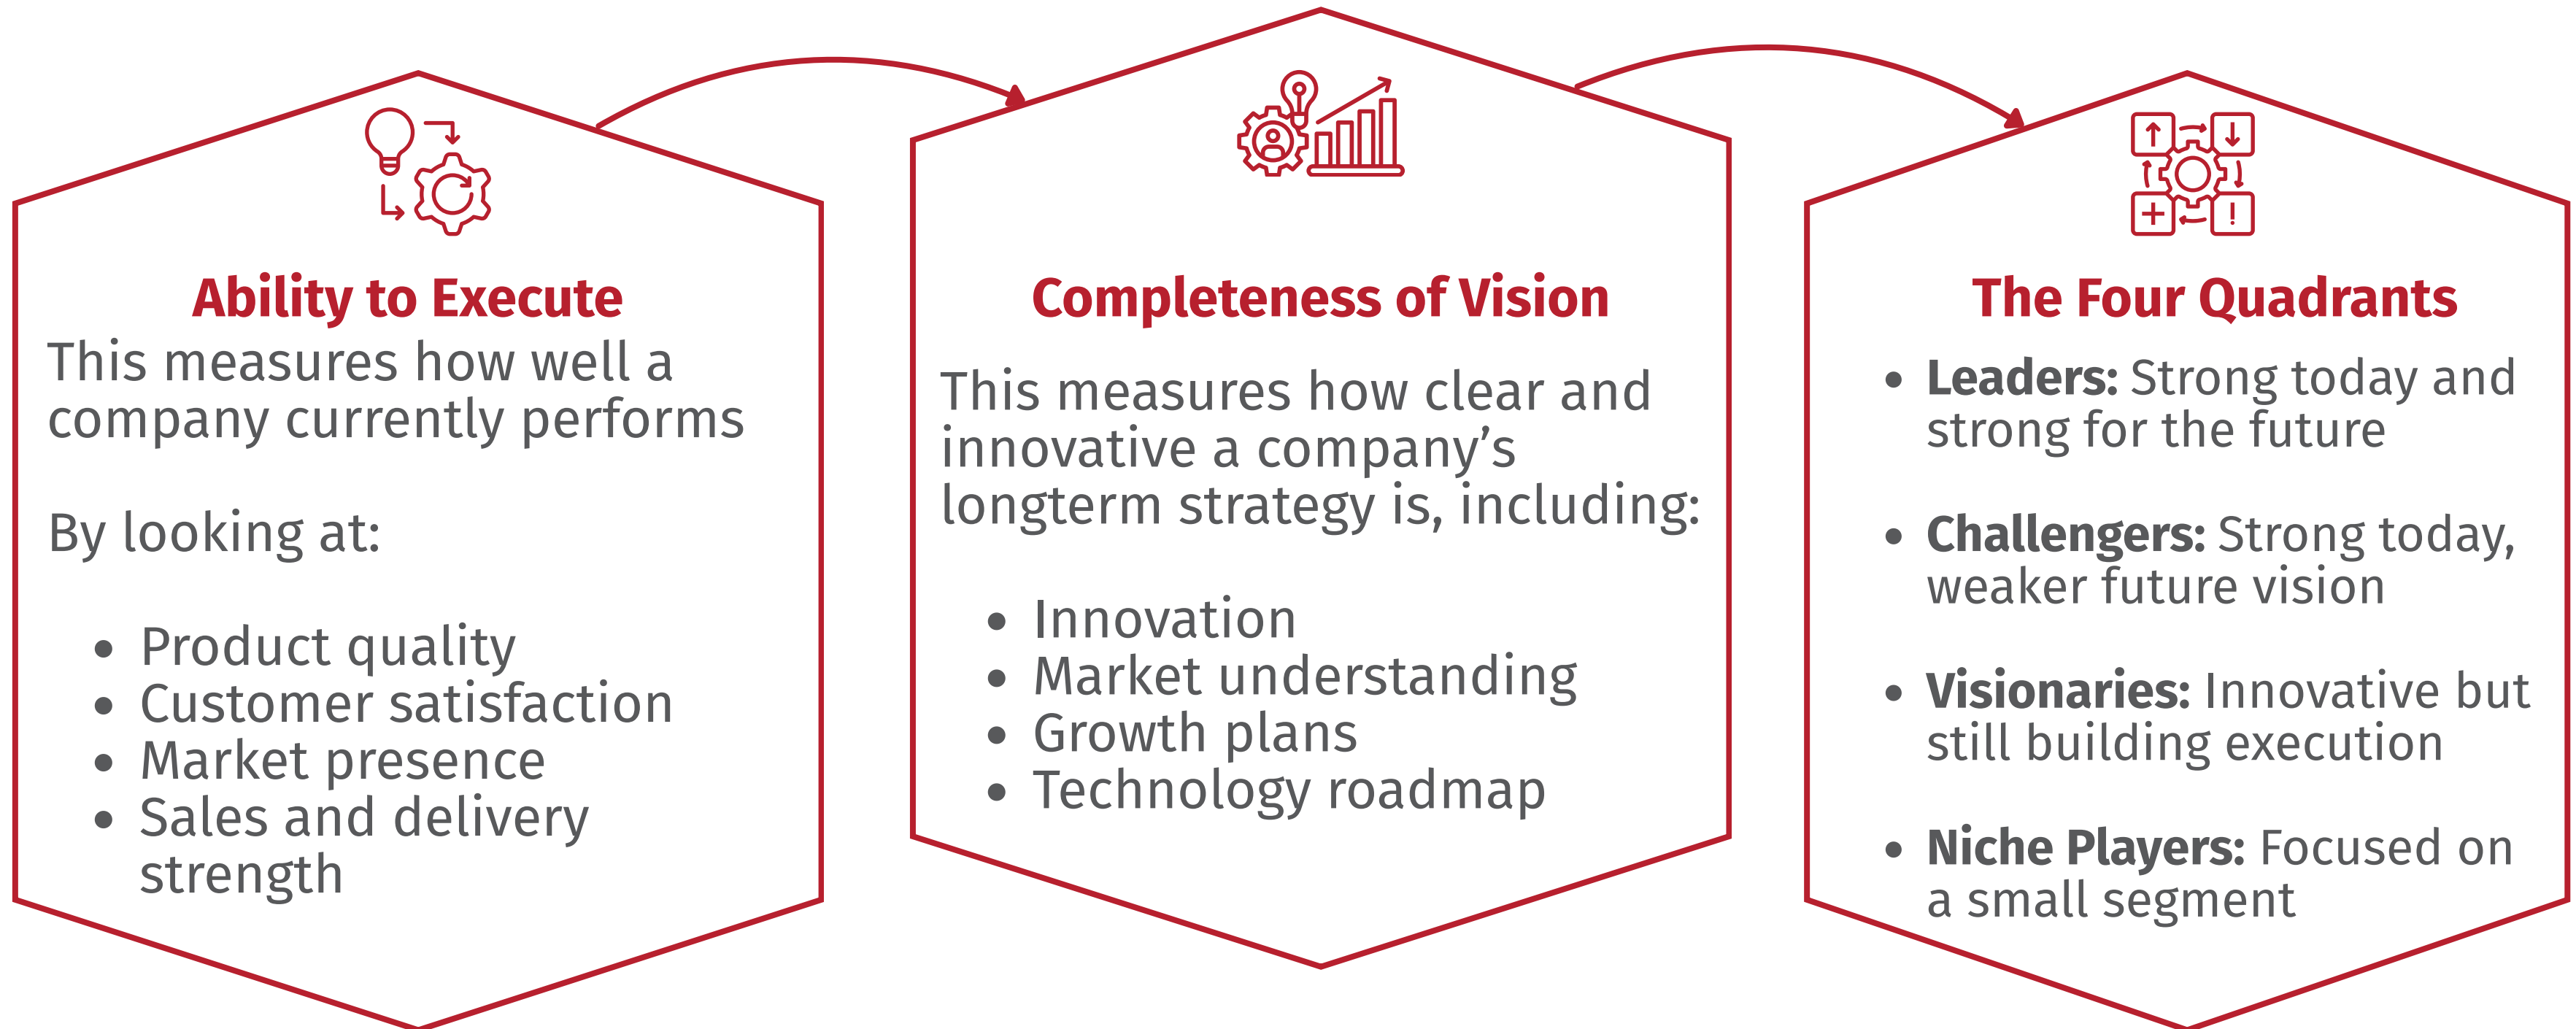 Ability to Execute
This measures how well a
company currently performs
By looking at:
• Product quality
• Customer satisfaction
• Market presence
• Sales and delivery
strength
Completeness of Vision
This measures how clear and
innovative a company’s
longterm strategy is, including:
• Innovation
• Market understanding
• Growth plans
• Technology roadmap
The Four Quadrants
• Leaders: Strong today and
strong for the future
• Challengers: Strong today,
weaker future vision
• Visionaries: Innovative but
still building execution
• Niche Players: Focused on
a small segment